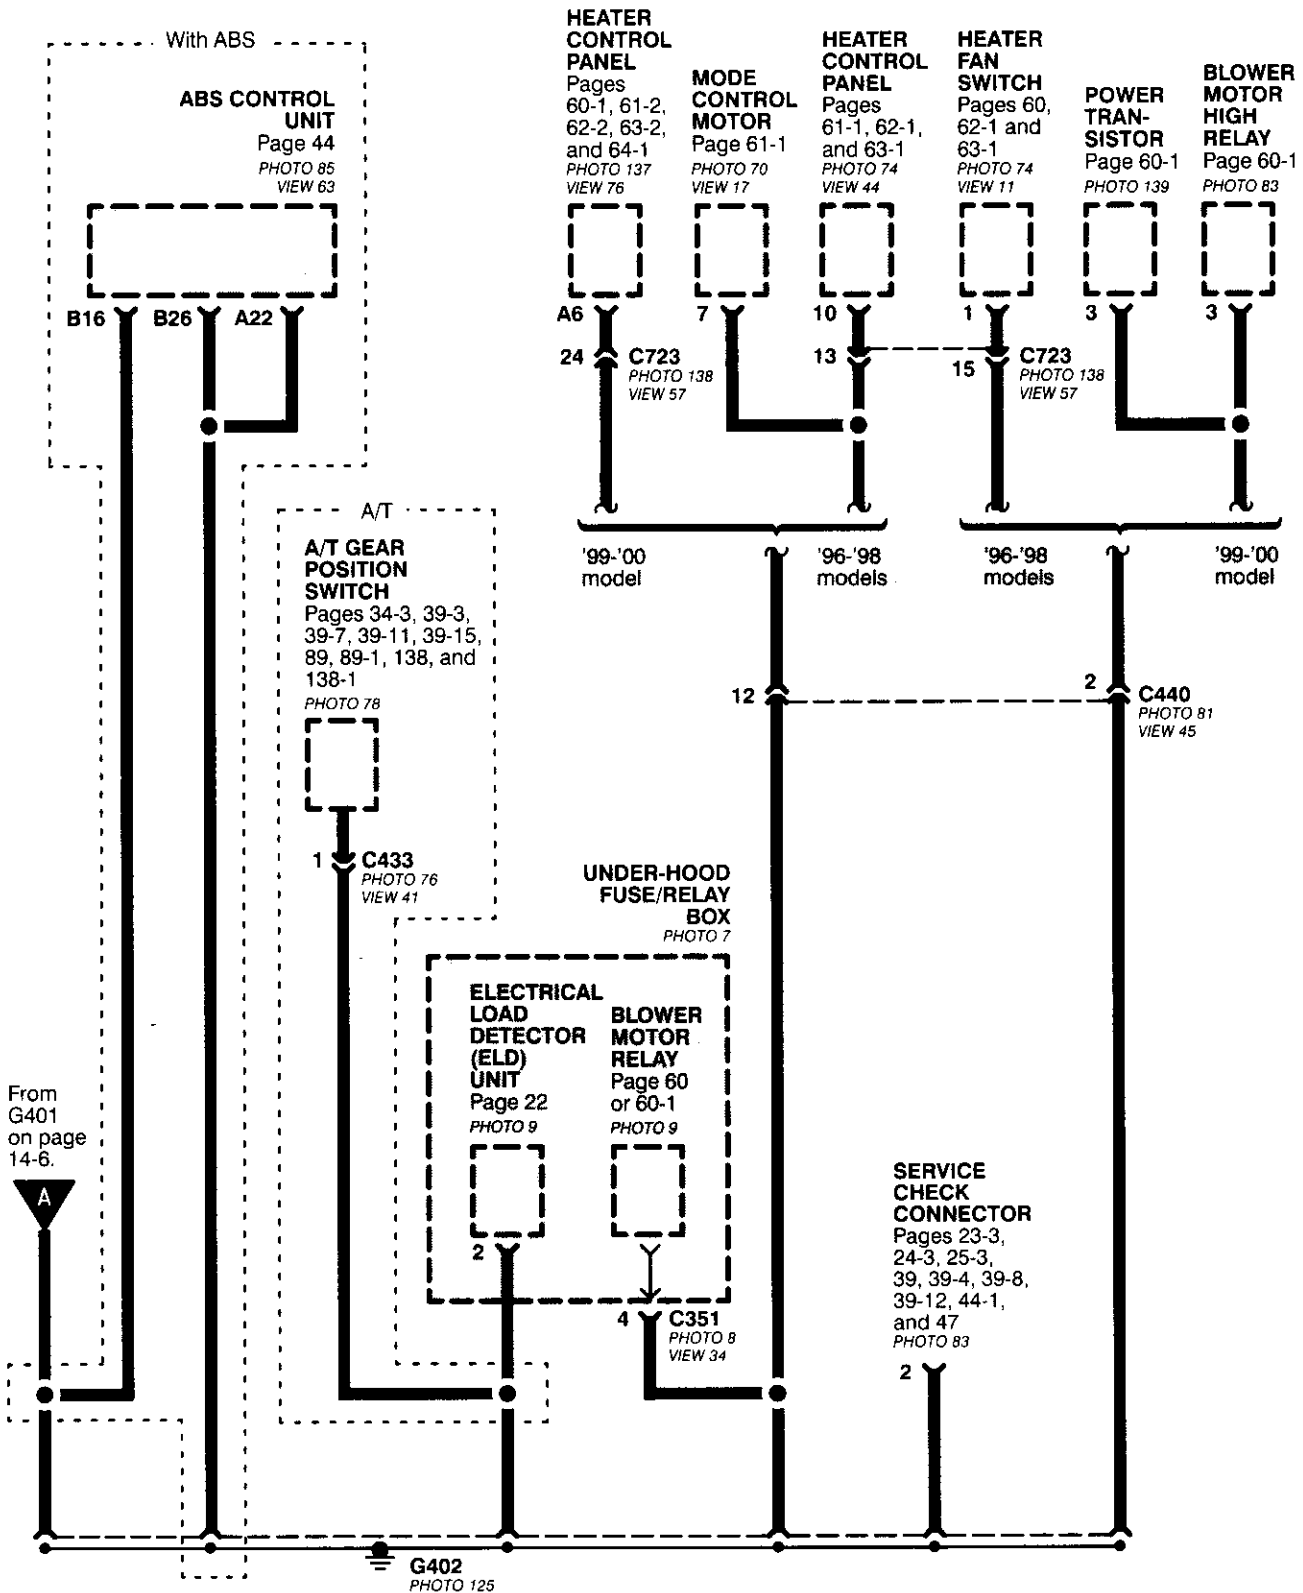 With ABS
ABS CONTROL
UNIT
Page 44
PHOTO 85
VIEW 63
B16
B26
A22
HEATER
CONTROL
PANEL
Pages
60-1, 61-2,
62-2, 63-2,
and 64-1
PHOTO 137
VIEW 76
MODE
CONTROL
MOTOR
Page 61-1
PHOTO 70
VIEW 17
HEATER
CONTROL
PANEL
Pages
61-1, 62-1,
and 63-1
PHOTO 74
VIEW 44
HEATER
FAN
SWITCH
Pages 60,
62-1 and
63-1
PHOTO 74
VIEW 11
POWER
TRAN-
SISTOR
Page 60-1
PHOTO 139
BLOWER
MOTOR
HIGH
RELAY
Page 60-1
PHOTO 83
A6
7
10
1
3
3
24
C723
PHOTO 138
VIEW 57
13
15
C723
PHOTO 138
VIEW 57
'99-'00
model
'96-'98
models
'96-'98
models
'99-'00
model
A/T
A/T GEAR
POSITION
SWITCH
Pages 34-3, 39-3,
39-7, 39-11, 39-15,
89, 89-1, 138, and
138-1
PHOTO 78
12
2
C440
PHOTO 81
VIEW 45
1
C433
PHOTO 76
VIEW 41
UNDER-HOOD
FUSE/RELAY
BOX
PHOTO 7
ELECTRICAL
LOAD
DETECTOR
(ELD)
UNIT
Page 22
PHOTO 9
BLOWER
MOTOR
RELAY
Page 60
or 60-1
PHOTO 9
From
G401
on page
14-6.
A
2
4
C351
PHOTO 8
VIEW 34
SERVICE
CHECK
CONNECTOR
Pages 23-3,
24-3, 25-3,
39, 39-4, 39-8,
39-12, 44-1,
and 47
PHOTO 83
2
G402
PHOTO 125